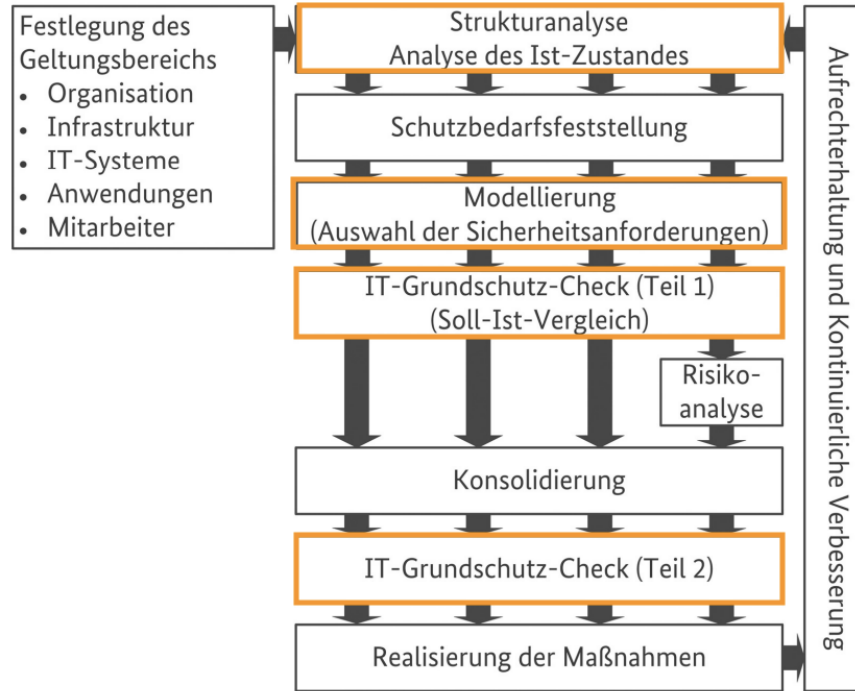 Festlegung des
Geltungsbereichs
• Organisation
• Infrastruktur
• IT-Systeme
• Anwendungen
• Mitarbeiter
Strukturanalyse
Analyse des Ist-Zustandes
Schutzbedarfsfeststellung
Modellierung
(Auswahl der Sicherheitsanforderungen)
IT-Grundschutz-Check (Teil 1)
(Soll-Ist-Vergleich)
Risiko-
analyse
Konsolidierung
IT-Grundschutz-Check (Teil 2)
Realisierung der Maßnahmen
Aufrechterhaltung und Kontinuierliche Verbesserung